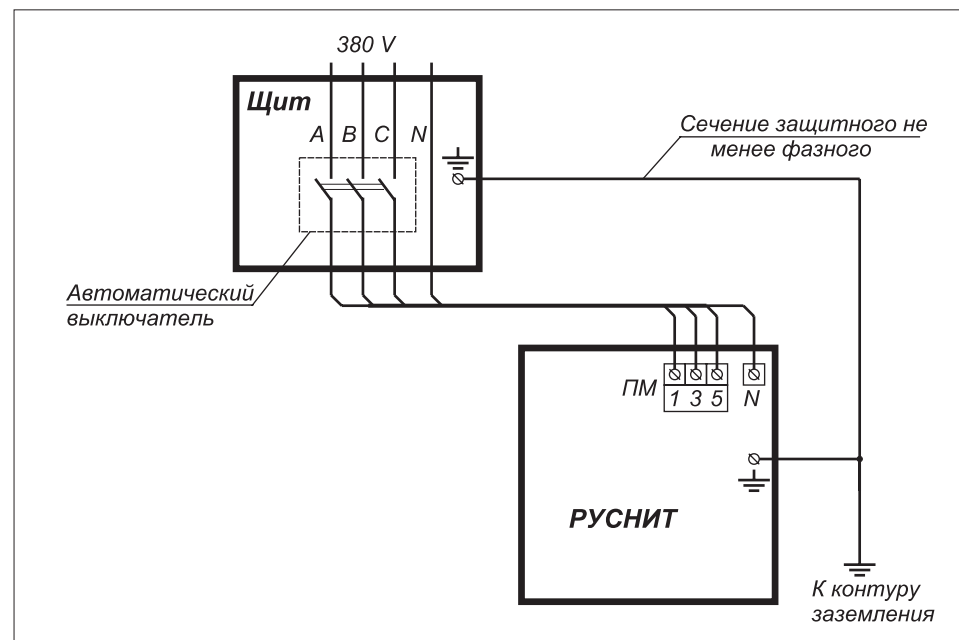 380 V
Щит
A B C N
Сечение защитного не
менее фазного
Автоматический
выключатель
ПМ
1 3 5 N
РУСНИТ
К контуру
заземления